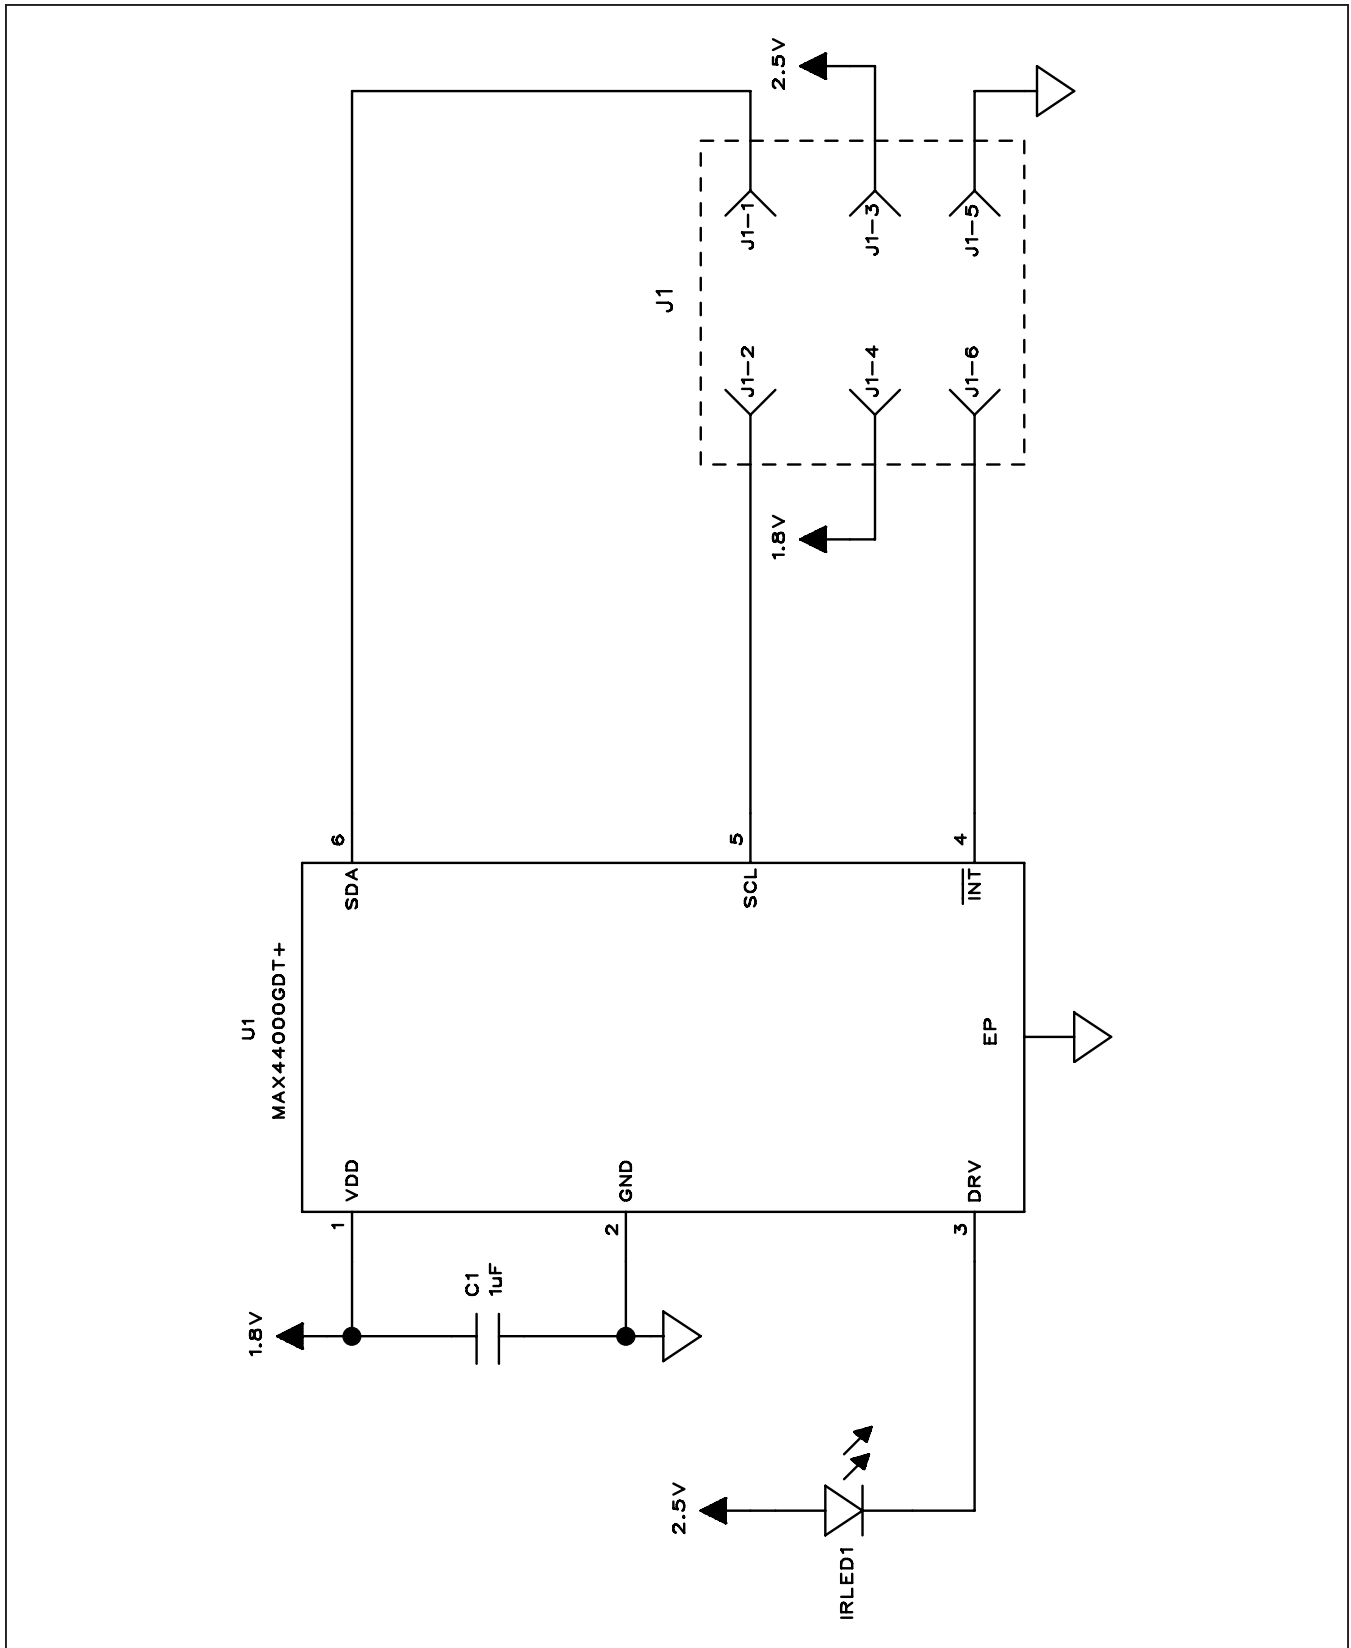 U1
MAX44000GDT+
1.8V
C1
1uF
1
VDD
2
GND
3
DRV
EP
SDA
6
SCL
5
INT
4
2.5V
IRLED1
J1
J1-2
J1-1
1.8V
J1-4
J1-3
2.5V
J1-6
J1-5